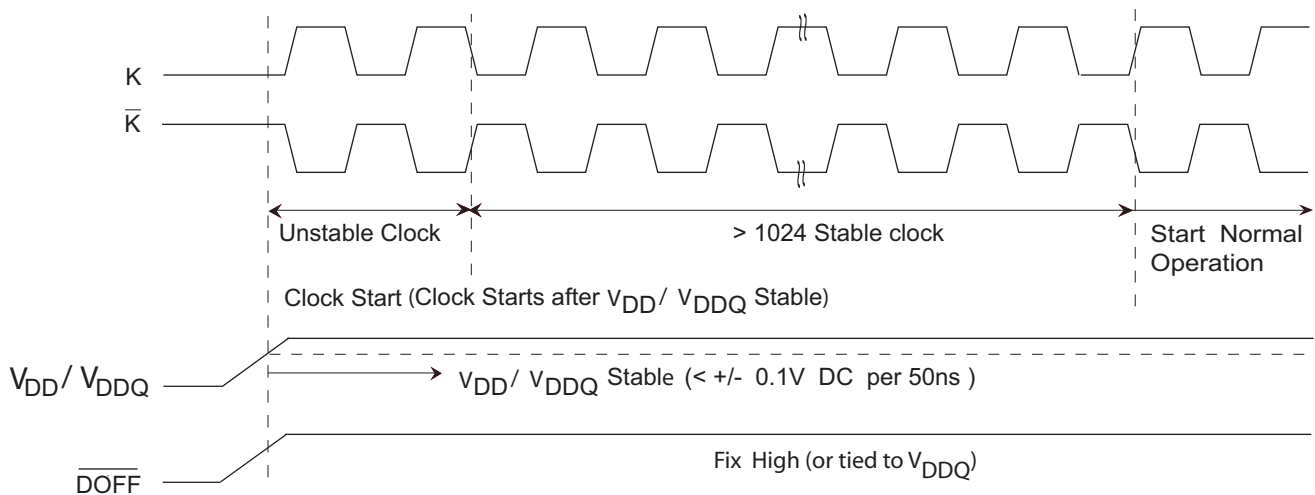 K
K̅
Unstable Clock
> 1024 Stable clock
Start Normal
Operation
Clock Start (Clock Starts after VDD / VDDQ Stable)
VDD / VDDQ
VDD / VDDQ Stable (< +/- 0.1V DC per 50ns )
D̅O̅F̅F̅
Fix High (or tied to VDDQ)